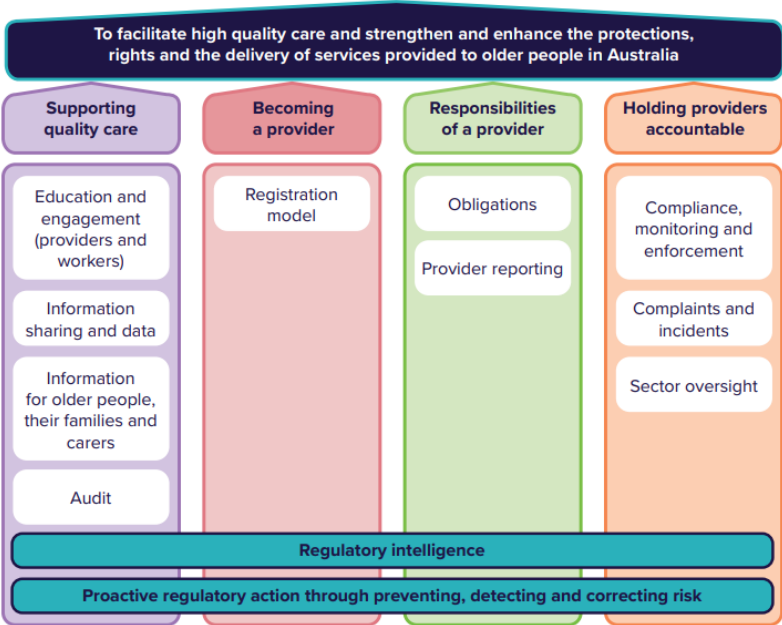 To facilitate high quality care and strengthen and enhance the protections,
rights and the delivery of services provided to older people in Australia
Supporting
quality care
Education and
engagement
(providers and
workers)
Information
sharing and data
Information
for older people,
their families and
carers
Audit
Becoming
a provider
Registration
model
Responsibilities
of a provider
Obligations
Provider reporting
Holding providers
accountable
Compliance,
monitoring and
enforcement
Complaints and
incidents
Sector oversight
Regulatory intelligence
Proactive regulatory action through preventing, detecting and correcting risk